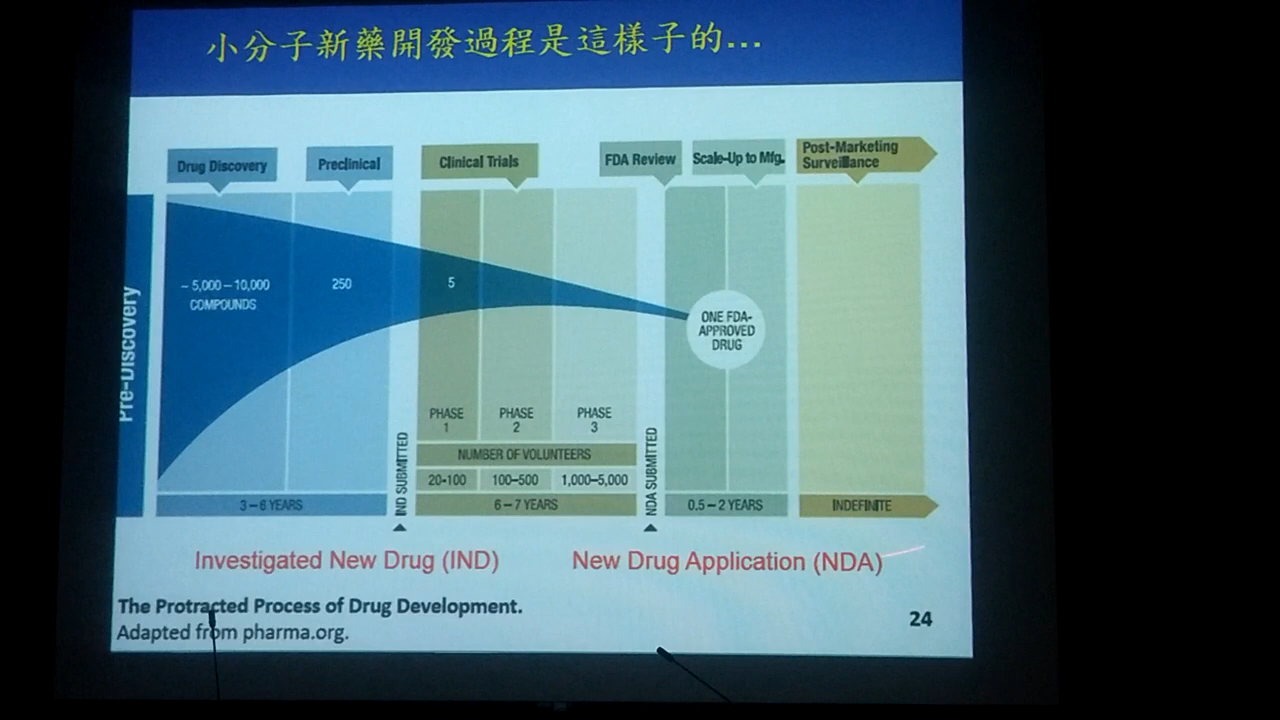 小分子新藥開發過程是這樣子的...
Drug Discovery
Preclinical
Clinical Trials
FDA Review
Scale-Up to Mfg.
Post-Marketing
Surveillance
Pre-Discovery
~ 5,000 – 10,000
COMPOUNDS
250
5
ONE FDA-
APPROVED
DRUG
PHASE
1
PHASE
2
PHASE
3
IND SUBMITTED
NDA SUBMITTED
NUMBER OF VOLUNTEERS
20-100
100–500
1,000–5,000
3 – 6 YEARS
6 – 7 YEARS
0.5 – 2 YEARS
INDEFINITE
Investigated New Drug (IND)
New Drug Application (NDA)
The Protracted Process of Drug Development.
Adapted from pharma.org.
24